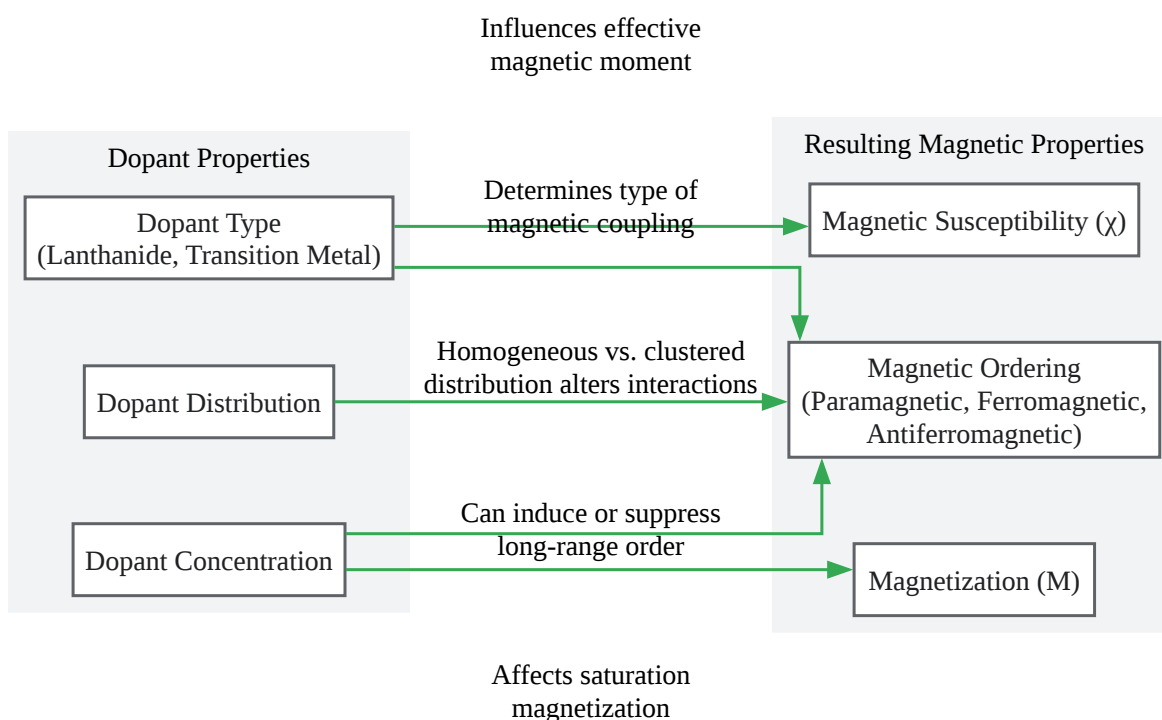 Influences effective
magnetic moment
Dopant Properties
Resulting Magnetic Properties
Dopant Type
(Lanthanide, Transition Metal)
Determines type of
magnetic coupling
Magnetic Susceptibility (χ)
Dopant Distribution
Homogeneous vs. clustered
distribution alters interactions
Magnetic Ordering
(Paramagnetic, Ferromagnetic,
Antiferromagnetic)
Dopant Concentration
Can induce or suppress
long-range order
Magnetization (M)
Affects saturation
magnetization